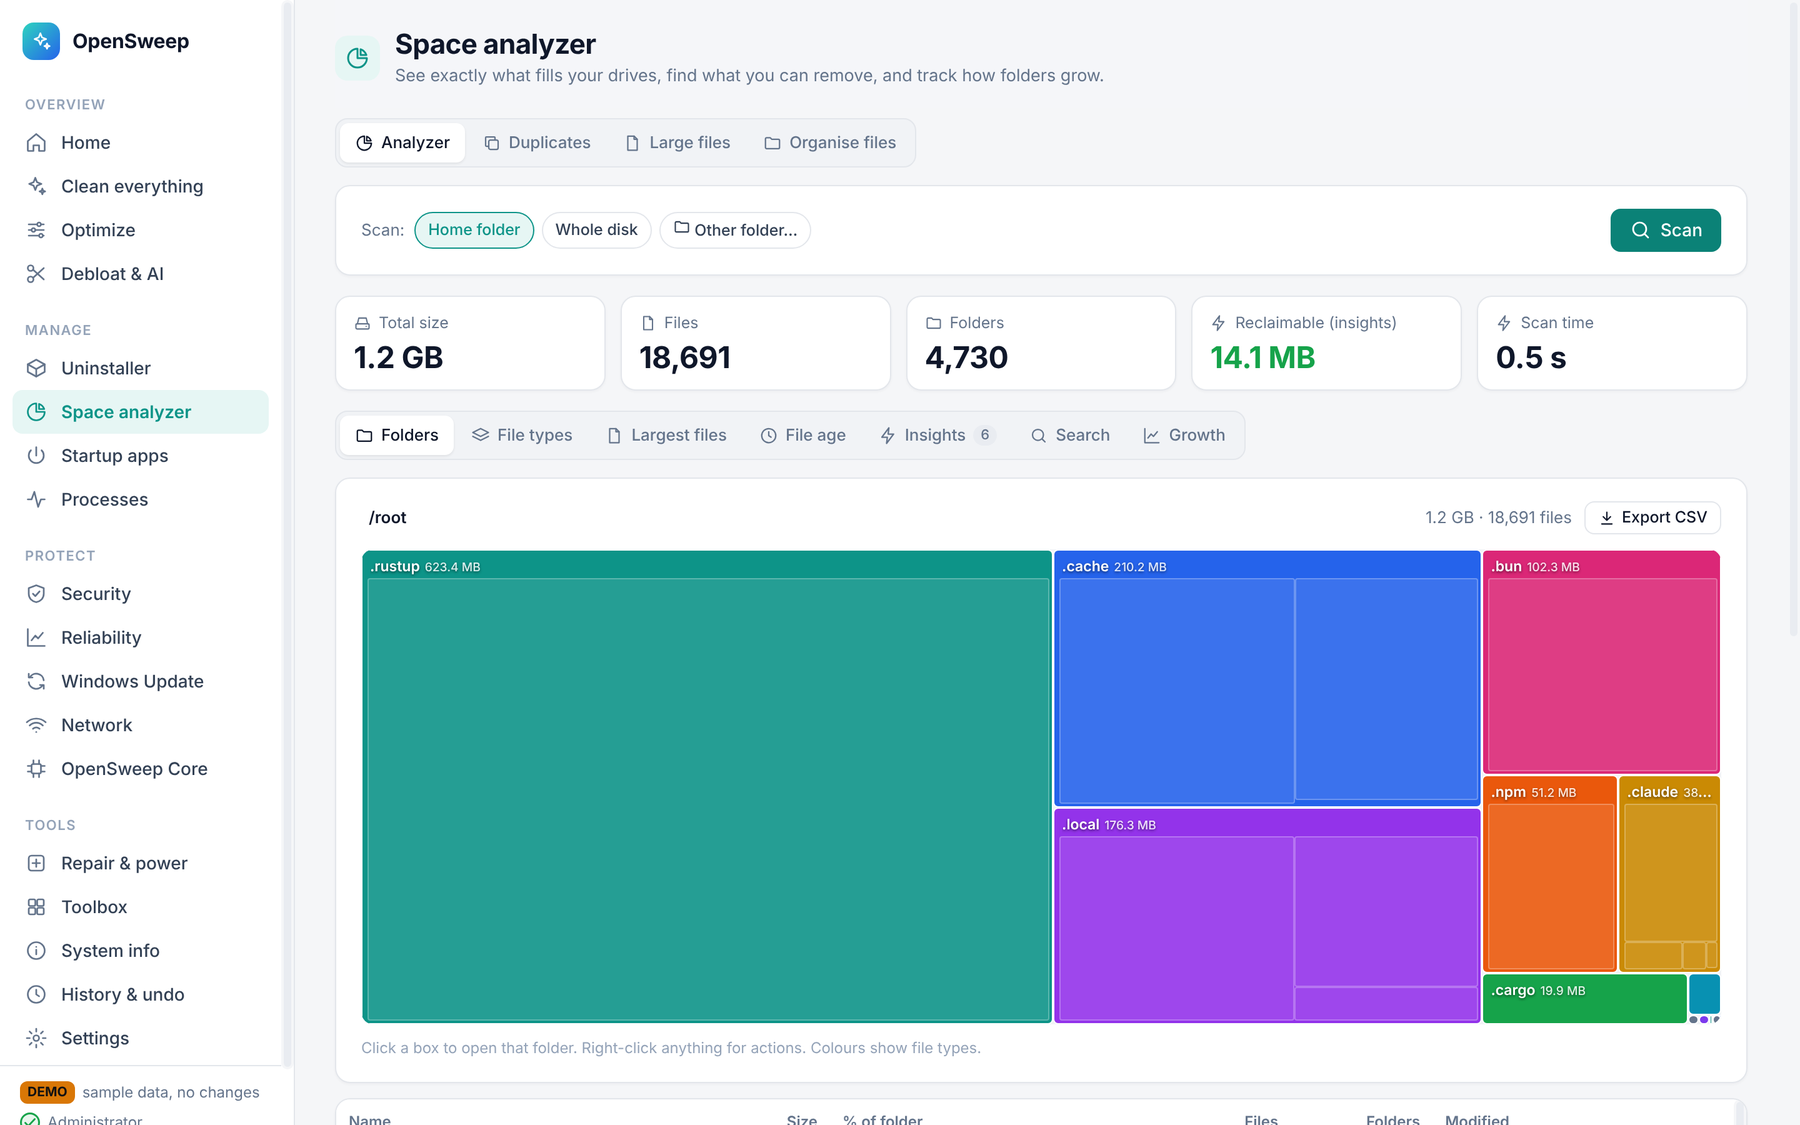 OpenSweep
OVERVIEW
Home
Clean everything
Optimize
Debloat & AI
MANAGE
Uninstaller
Space analyzer
Startup apps
Processes
PROTECT
Security
Reliability
Windows Update
Network
OpenSweep Core
TOOLS
Repair & power
Toolbox
System info
History & undo
Settings
DEMO sample data, no changes
Administrator
Space analyzer
See exactly what fills your drives, find what you can remove, and track how folders grow.
Analyzer Duplicates Large files Organise files
Scan: Home folder Whole disk Other folder... Scan
Total size Files Folders Reclaimable (insights) Scan time
1.2 GB 18,691 4,730 14.1 MB 0.5 s
Folders File types Largest files File age Insights 6 Search Growth
/root 1.2 GB · 18,691 files Export CSV
.rustup 623.4 MB .cache 210.2 MB .bun 102.3 MB
.npm 51.2 MB .claude 38...
.local 176.3 MB
.cargo 19.9 MB
Click a box to open that folder. Right-click anything for actions. Colours show file types.
Name Size % of folder Files Folders Modified